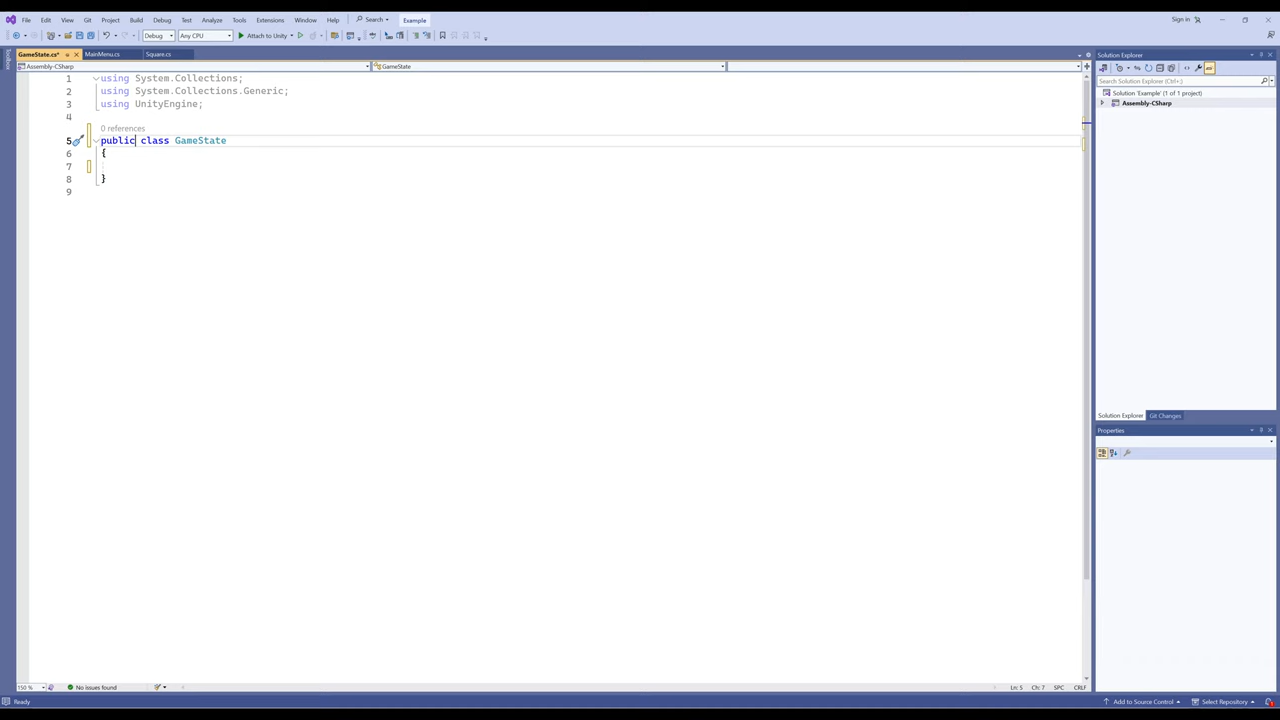 File Edit View Git Project Build Debug Test Analyze Tools Extensions Window Help Search Example Sign in
Debug Any CPU Attach to Unity
Toolbox
GameState.cs* MainMenu.cs Square.cs
Assembly-CSharp GameState
1 using System.Collections;
2 using System.Collections.Generic;
3 using UnityEngine;
4
0 references
5 public class GameState
6 {
7
8 }
9
150 % No issues found Ln: 5 Ch: 7 SPC CRLF
Solution Explorer
Search Solution Explorer (Ctrl+;)
Solution 'Example' (1 of 1 project)
Assembly-CSharp
Solution Explorer Git Changes
Properties
Ready Add to Source Control Select Repository